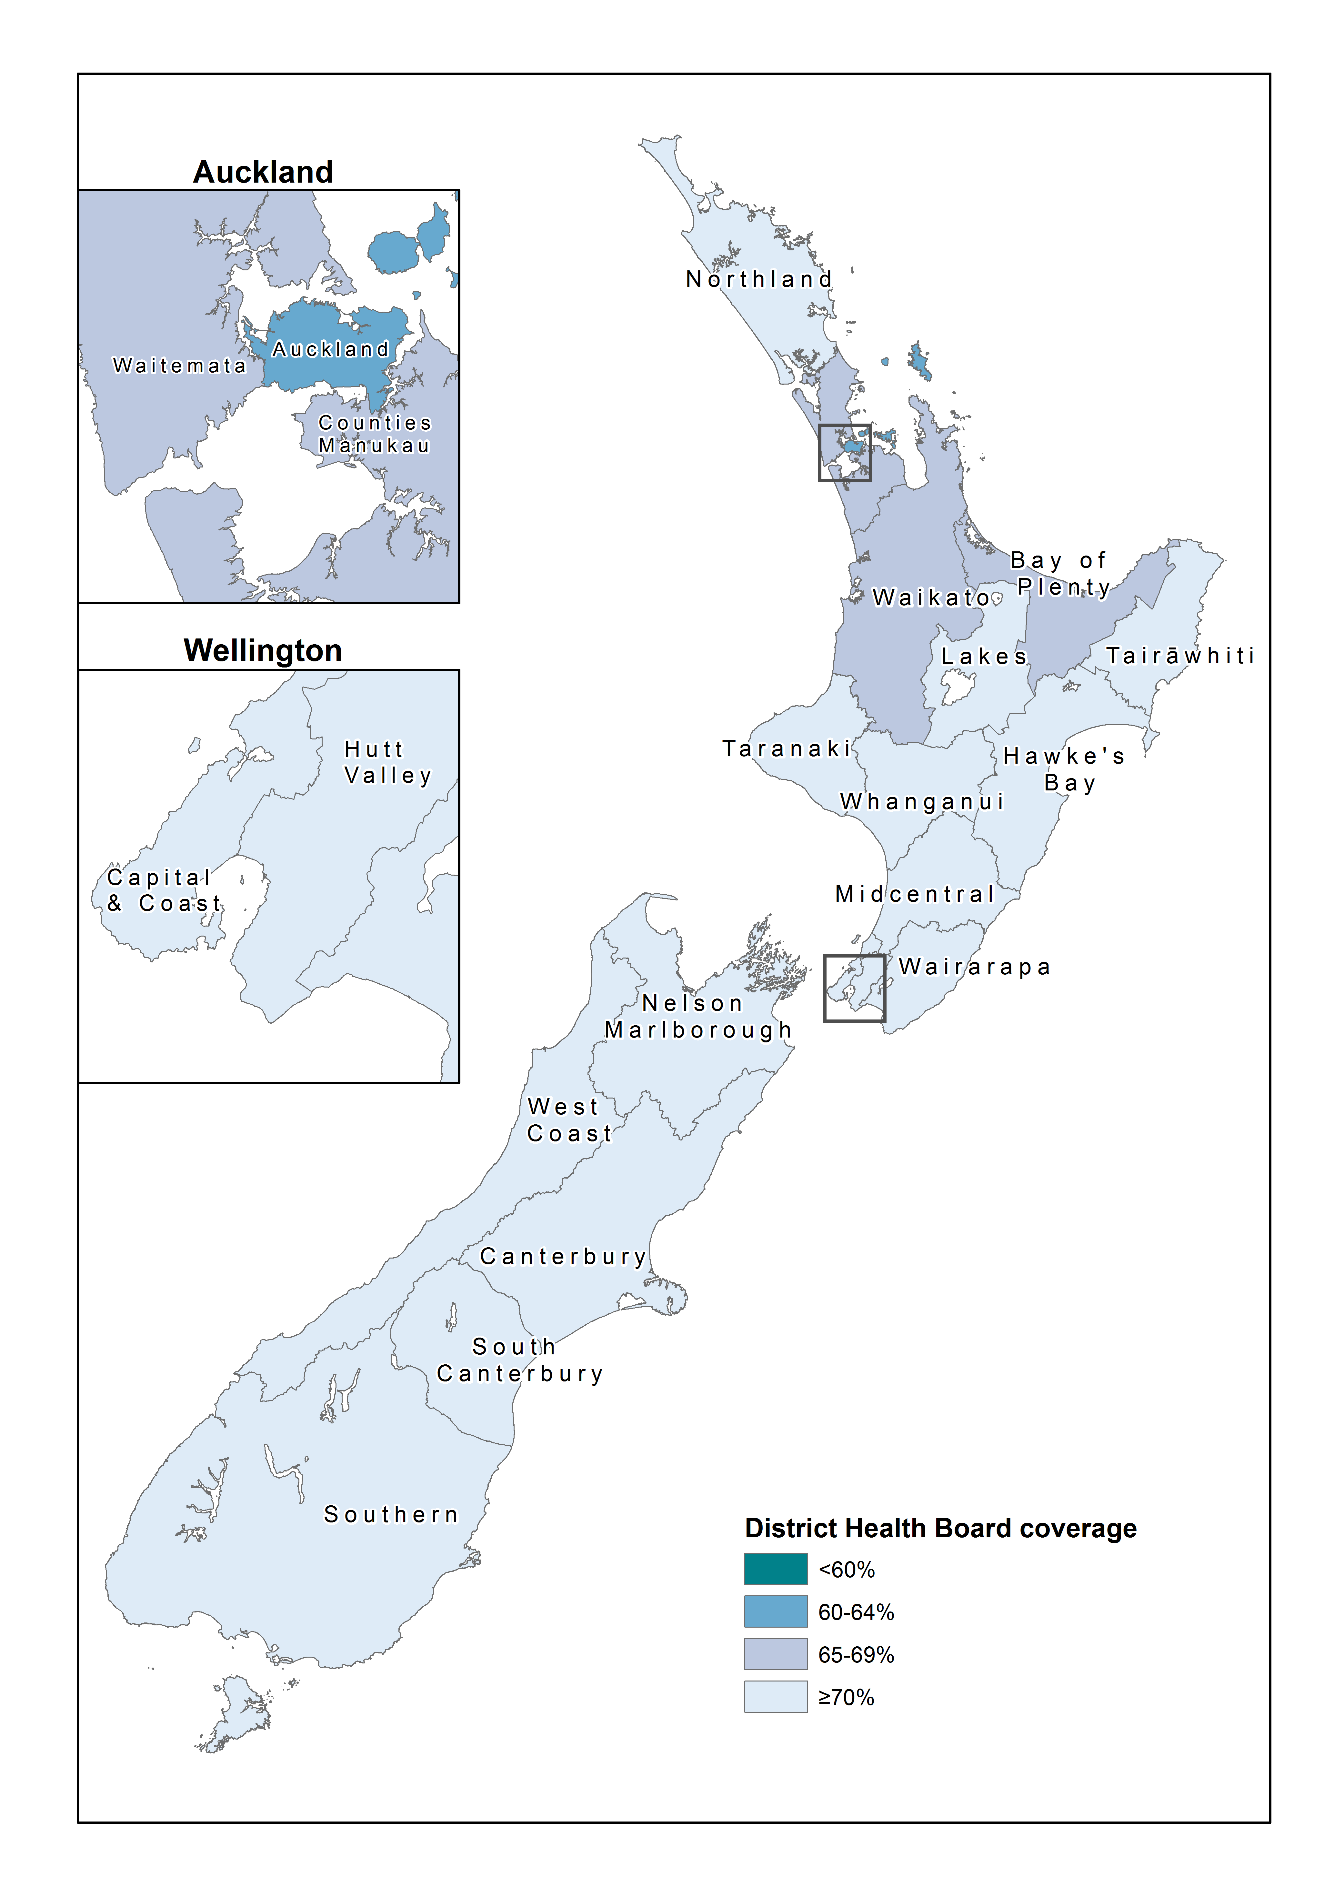 Auckland
Waitemata
Auckland
Counties
Manukau
Wellington
Hutt
Valley
Capital
& Coast
Northland
Bay of
Plenty
Waikato
Lakes
Tairāwhiti
Taranaki
Hawke's
Bay
Whanganui
Midcentral
Wairarapa
Nelson
Marlborough
West
Coast
Canterbury
South
Canterbury
Southern
District Health Board coverage
<60%
60-64%
65-69%
≥70%